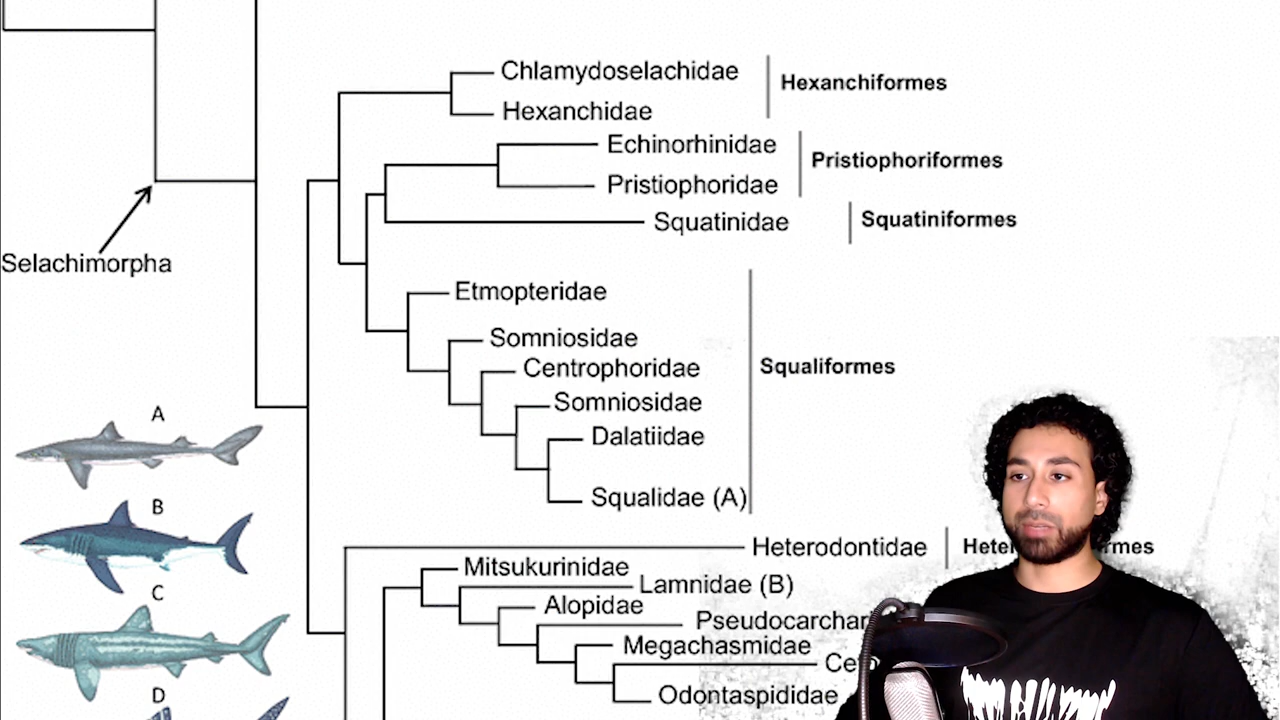 Chlamydoselachidae
Hexanchiformes
Hexanchidae
Echinorhinidae
Pristiophoriformes
Pristiophoridae
Squatinidae
Squatiniformes
Selachimorpha
Etmopteridae
Somniosidae
Centrophoridae
Squaliformes
Somniosidae
A
Dalatiidae
Squalidae (A)
B
Heterodontidae
Mitsukurinidae
Lamnidae (B)
C
Alopidae
Megachasmidae
D
Odontaspididae